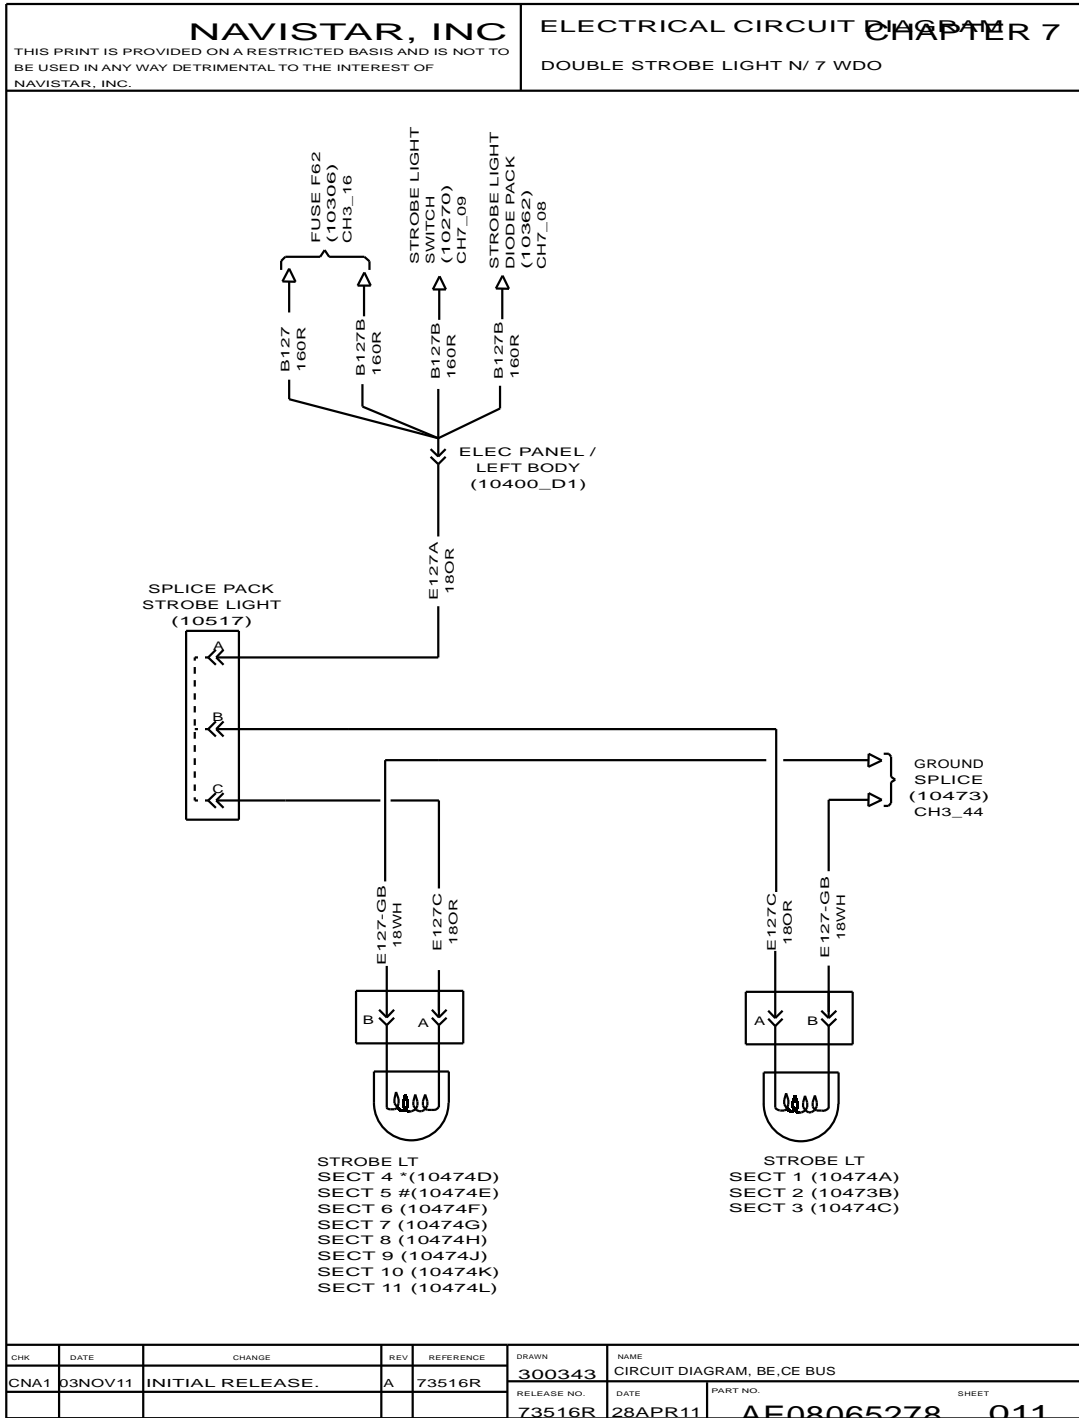 NAVISTAR, INC
THIS PRINT IS PROVIDED ON A RESTRICTED BASIS AND IS NOT TO
BE USED IN ANY WAY DETRIMENTAL TO THE INTEREST OF
NAVISTAR, INC.
ELECTRICAL CIRCUIT DIAGRAM
CHAPTER 7
DOUBLE STROBE LIGHT N/ 7 WDO
FUSE F62
(10306)
CH3_16
STROBE LIGHT
SWITCH
(10270)
CH7_09
STROBE LIGHT
DIODE PACK
(10362)
CH7_08
B127
160R
B127B
160R
B127B
160R
B127B
160R
ELEC PANEL /
LEFT BODY
(10400_D1)
E127A
18OR
SPLICE PACK
STROBE LIGHT
(10517)
A
B
C
GROUND
SPLICE
(10473)
CH3_44
E127-GB
18WH
E127C
18OR
E127C
18OR
E127-GB
18WH
B
A
A
B
STROBE LT
SECT 4 *(10474D)
SECT 5 #(10474E)
SECT 6 (10474F)
SECT 7 (10474G)
SECT 8 (10474H)
SECT 9 (10474J)
SECT 10 (10474K)
SECT 11 (10474L)
STROBE LT
SECT 1 (10474A)
SECT 2 (10473B)
SECT 3 (10474C)
CHK DATE CHANGE REV REFERENCE
CNA1 03NOV11 INITIAL RELEASE. A 73516R
DRAWN
300343
NAME
CIRCUIT DIAGRAM, BE,CE BUS
RELEASE NO.
73516R
DATE
28APR11
PART NO.
AE08065278
SHEET
011